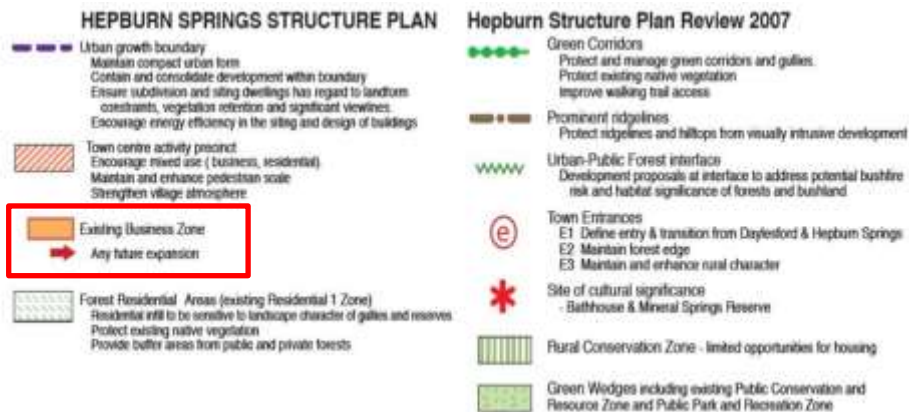 HEPBURN SPRINGS STRUCTURE PLAN
Urban growth boundary
Maintain compact urban form
Contain and consolidate development within boundary
Ensure subdivision and siting dwellings has regard to landform
constraints, vegetation retention and significant viewlines.
Encourage energy efficiency in the siting and design of buildings
Town centre activity precinct
Encourage mixed use ( business, residential)
Maintain and enhance pedestrian scale
Strengthen village atmosphere
Existing Business Zone
Any future expansion
Forest Residential Areas (existing Residential 1 Zone)
Residential infill to be sensitive to landscape character of gullies and reserves
Protect existing native vegetation
Provide buffer areas from public and private forests
Hepburn Structure Plan Review 2007
Green Corridors
Protect and manage green corridors and gullies.
Protect existing native vegetation
Improve walking trail access
Prominent ridgelines
Protect ridgelines and hilltops from visually intrusive development
Urban-Public Forest interface
Development proposals at interface to address potential bushfire
risk and habitat significance of forests and bushland
e
Town Entrances
E1 Define entry & transition from Daylesford & Hepburn Springs
E2 Maintain forest edge
E3 Maintain and enhance rural character
Site of cultural significance
- Bathhouse & Mineral Springs Reserve
Rural Conservation Zone - limited opportunities for housing
Green Wedges including existing Public Conservation and
Resource Zone and Public Park and Recreation Zone